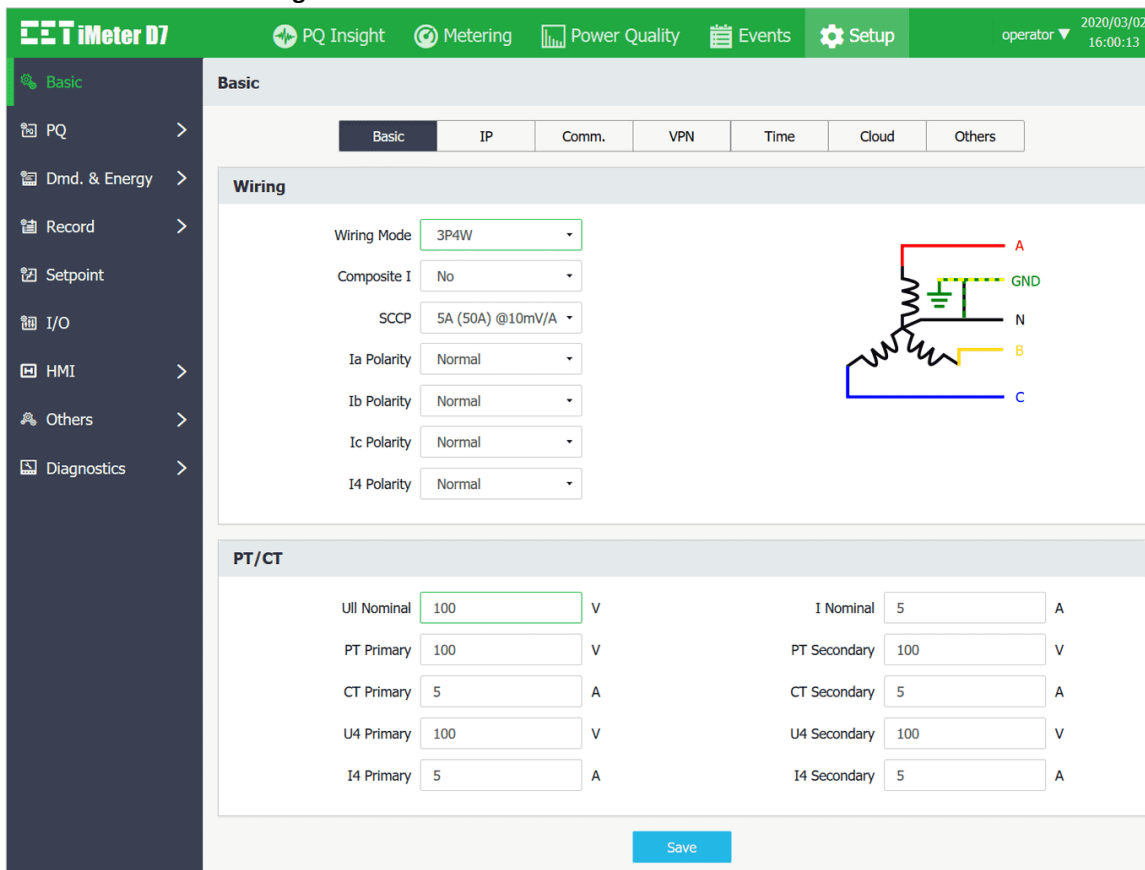 CET iMeter D7
PQ Insight Metering Power Quality Events Setup operator 2020/03/02
16:00:13
Basic
PQ
Dmd. & Energy
Record
Setpoint
I/O
HMI
Others
Diagnostics
Basic
Basic IP Comm. VPN Time Cloud Others
Wiring
Wiring Mode 3P4W
Composite I No
SCCP 5A (50A) @10mV/A
Ia Polarity Normal
Ib Polarity Normal
Ic Polarity Normal
I4 Polarity Normal
A
GND
N
B
C
PT/CT
Ull Nominal 100 V I Nominal 5 A
PT Primary 100 V PT Secondary 100 V
CT Primary 5 A CT Secondary 5 A
U4 Primary 100 V U4 Secondary 100 V
I4 Primary 5 A I4 Secondary 5 A
Save